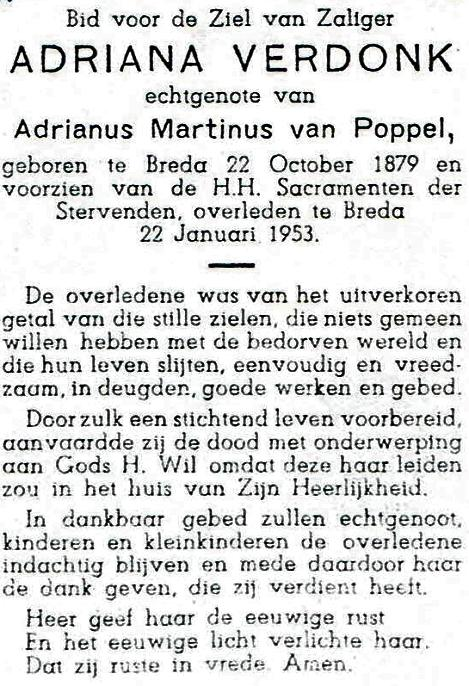 Bid voor de Ziel van Zaliger
ADRIANA VERDONK
echtgenote van
Adrianus Martinus van Poppel,
geboren te Breda 22 October 1879 en
voorzien van de H.H. Sacramenten der
Stervenden, overleden te Breda
22 Januari 1953.
De overledene was van het uitverkoren
getal van die stille zielen, die niets gemeen
willen hebben met de bedorven wereld en
die hun leven slijten, eenvoudig en vreed-
zaam, in deugden, goede werken en gebed.
Door zulk een stichtend leven voorbereid,
aanvaardde zij de dood met onderwerping
aan Gods H. Wil omdat deze haar leiden
zou in het huis van Zijn Heerlijkheid.
In dankbaar gebed zullen echtgenoot,
kinderen en kleinkinderen de overledene
indachtig blijven en mede daardoor haar
de dank geven, die zij verdient heeft.
Heer geef haar de eeuwige rust
En het eeuwige licht verlichte haar.
Dat zij ruste in vrede. Amen.